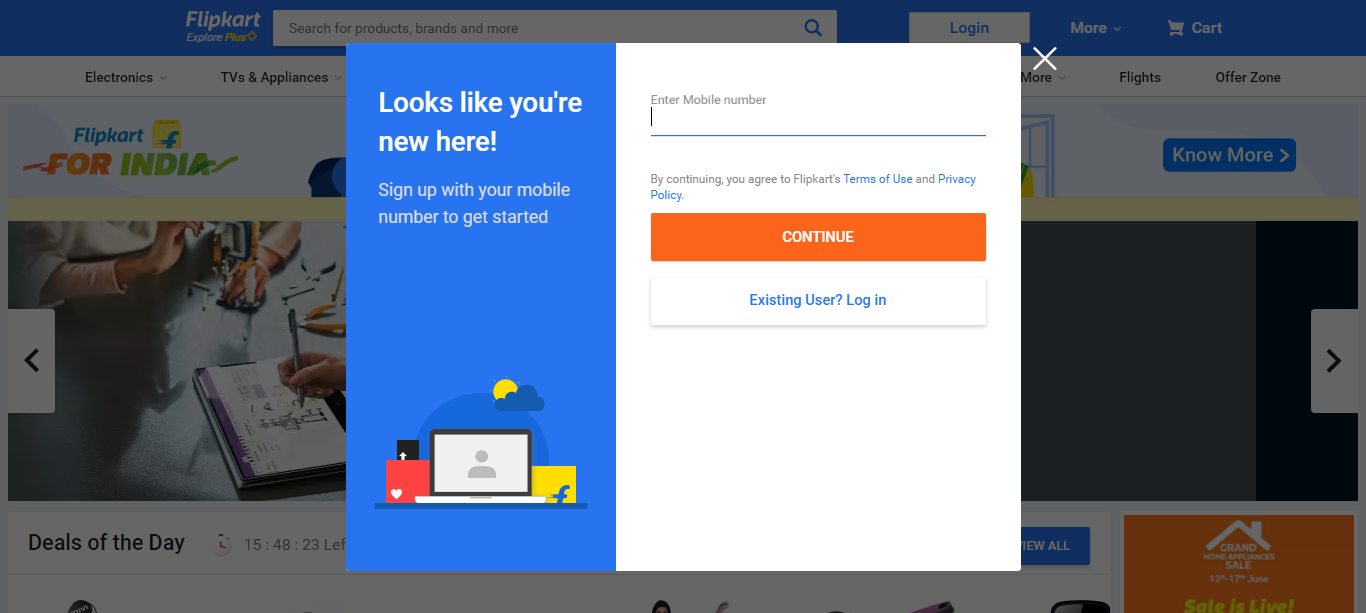 Flipkart
Explore Plus
Search for products, brands and more
Login
More
Cart
Electronics
TVs & Appliances
More
Flights
Offer Zone
Flipkart
FOR INDIA
Know More
Looks like you're
new here!
Sign up with your mobile
number to get started
Enter Mobile number
By continuing, you agree to Flipkart's Terms of Use and Privacy
Policy.
CONTINUE
Existing User? Log in
Deals of the Day
15 : 48 : 23 Lef
VIEW ALL
GRAND
HOME APPLIANCES
SALE
13th-17th June
Sale is Live!